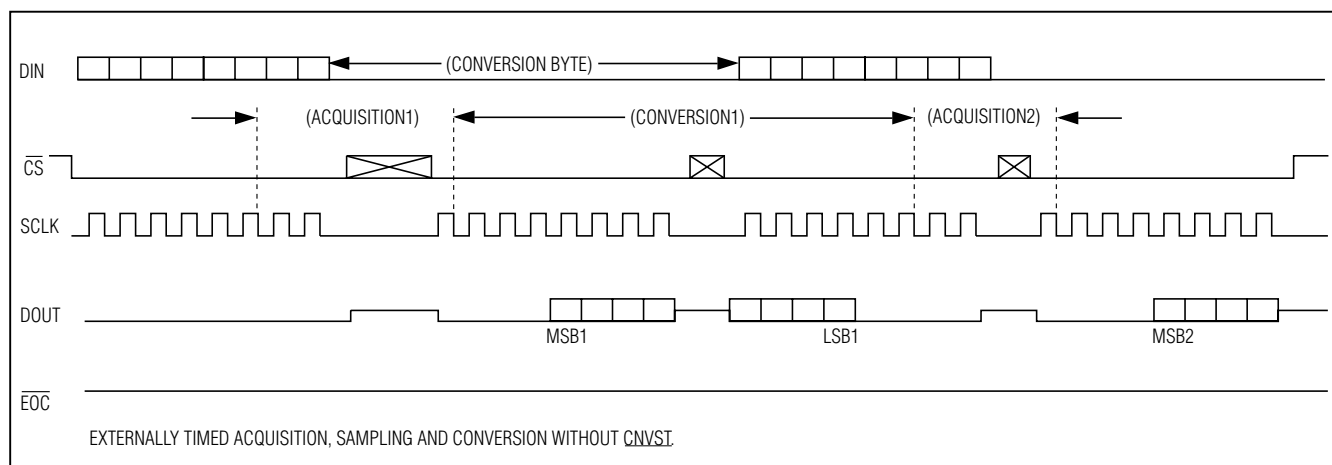 DIN
(CONVERSION BYTE)
(ACQUISITION1)
(CONVERSION1)
(ACQUISITION2)
CS
SCLK
DOUT
MSB1
LSB1
MSB2
EOC
EXTERNALLY TIMED ACQUISITION, SAMPLING AND CONVERSION WITHOUT CNVST.